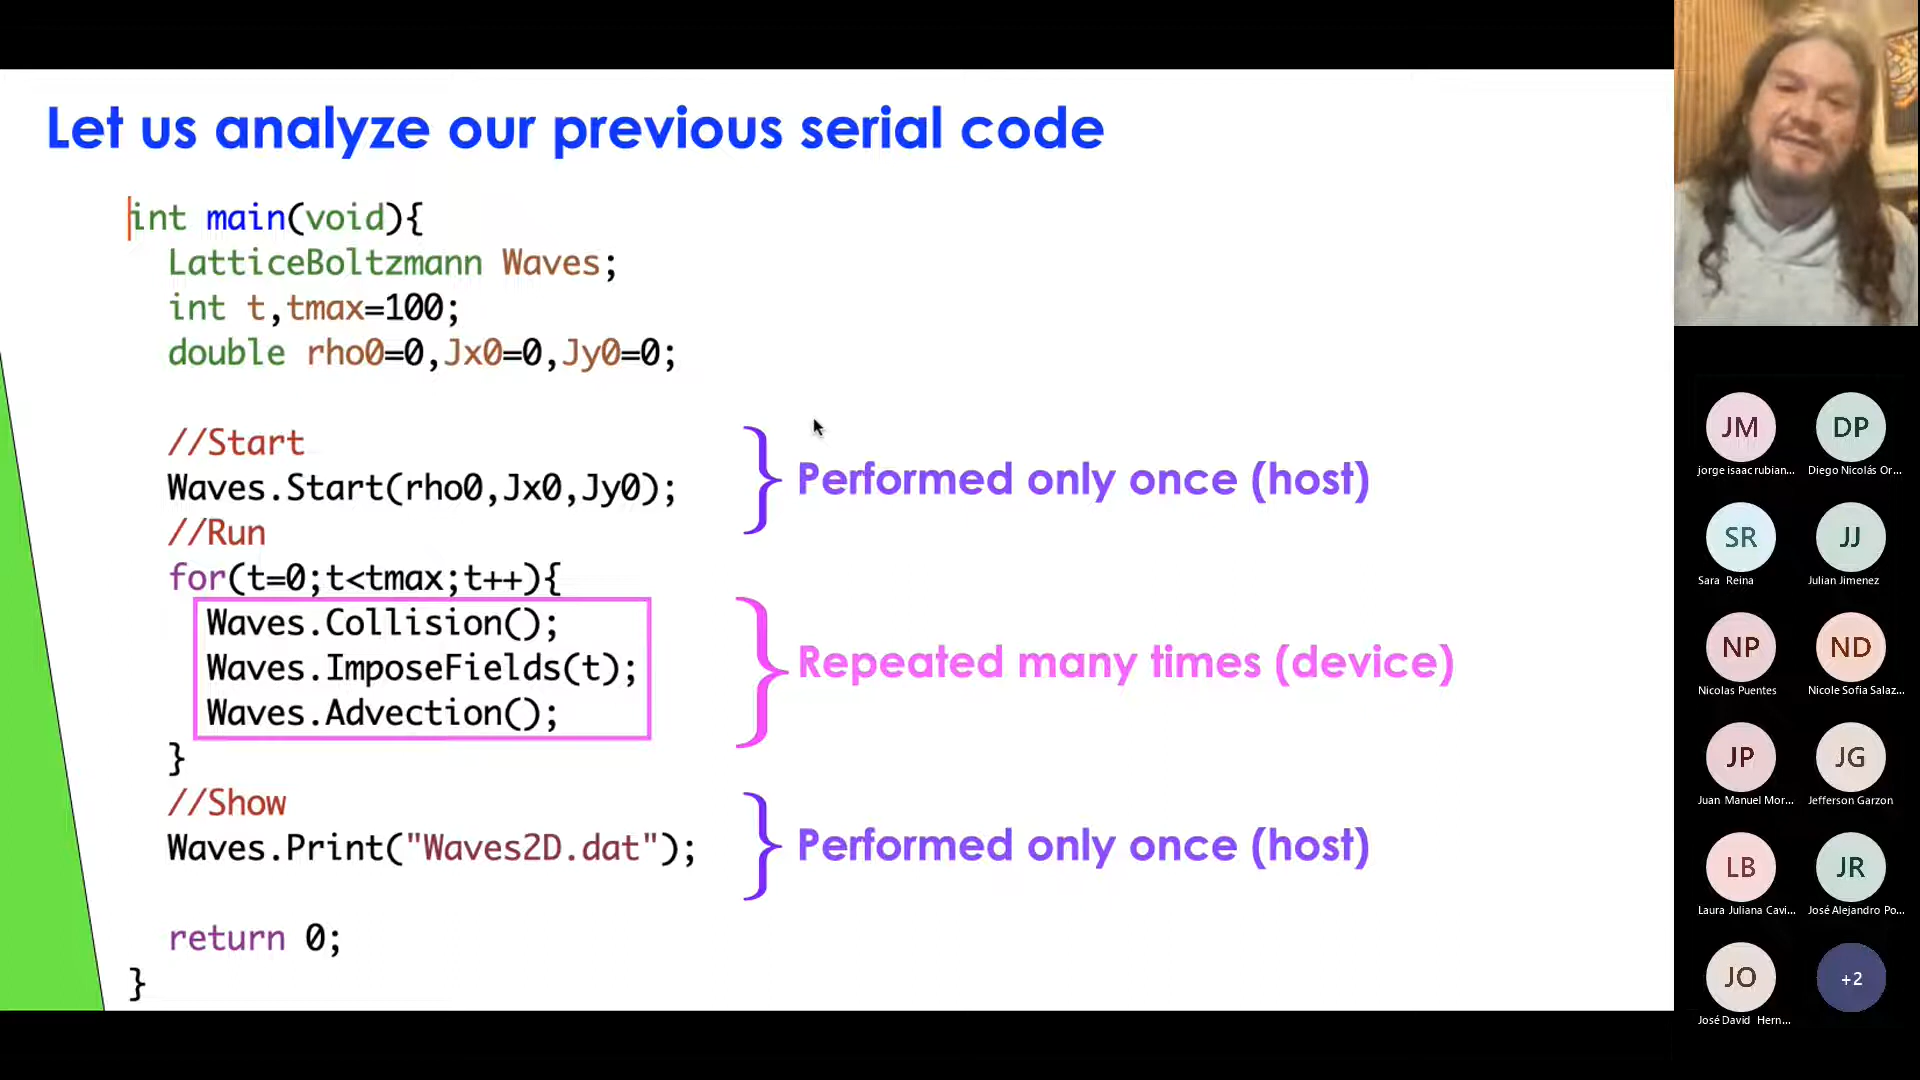 Let us analyze our previous serial code
int main(void){
LatticeBoltzmann Waves;
int t,tmax=100;
double rho0=0,Jx0=0,Jy0=0;
//Start
Waves.Start(rho0,Jx0,Jy0);
Performed only once (host)
//Run
for(t=0;t<tmax;t++){
Waves.Collision();
Waves.ImposeFields(t);
Repeated many times (device)
Waves.Advection();
}
//Show
Waves.Print("Waves2D.dat");
Performed only once (host)
return 0;
}
JM
DP
jorge isaac rubian...
Diego Nicolás Or...
SR
JJ
Sara Reina
Julian Jimenez
NP
ND
Nicolas Puentes
Nicole Sofia Salaz...
JP
JG
Juan Manuel Mor...
Jefferson Garzon
LB
JR
Laura Juliana Cavi...
José Alejandro Po...
JO
+2
José David Hern...